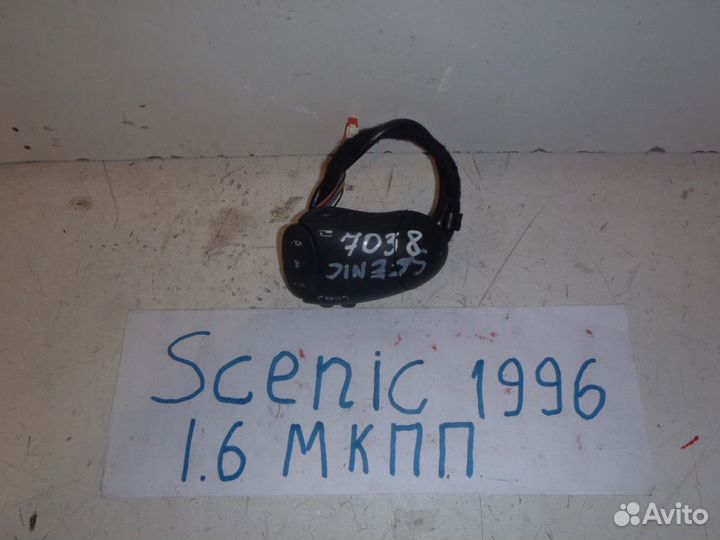 7038
SCENIC
Scenic 1996
1.6 МКПП
Avito